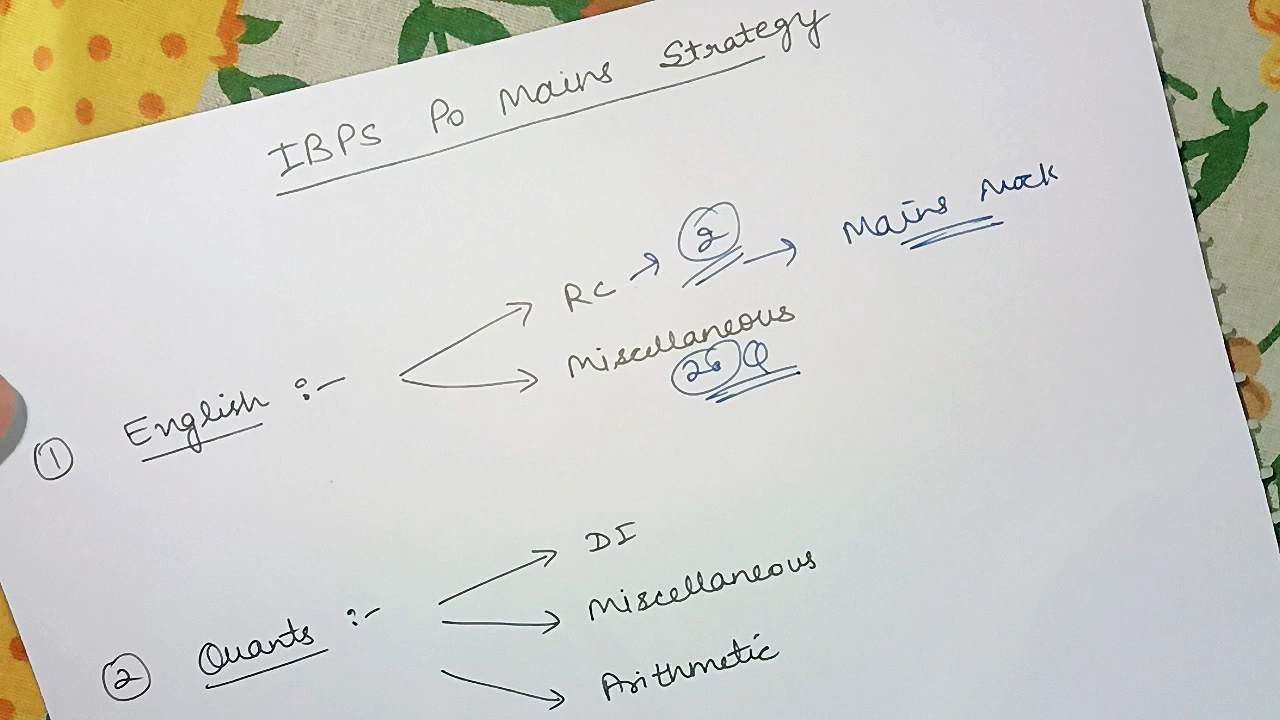 IBPS Po Mains Strategy
① English :- → RC → 2 → Mains Mock
→ Miscellaneous
26 Q
② Quants :- → DI
→ Miscellaneous
→ Arithmetic